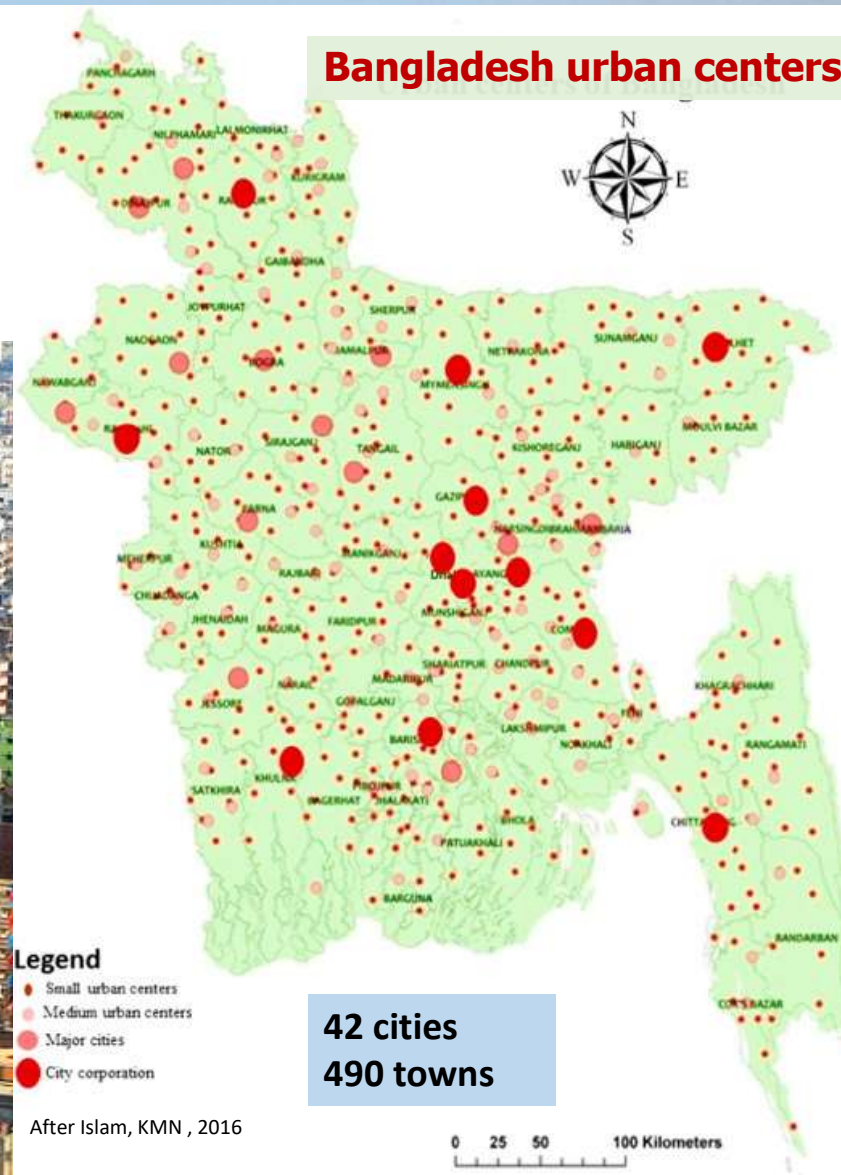 Bangladesh urban centers
N
W E
S
PANCHAGARH
THAKURGAON
NILPHAMARI LALMONIRHAT
KURIGRAM
DINAJPUR
GAIBANDHA
JOYPURHAT
SHERPUR
NAOGAON
BOGRA
JAMALPUR
NETRAKONA
SUNAMGANJ
NAWABGANJ
MYMENSINGH
MOULVI BAZAR
NATOR
SIRAJGANJ
TANGAIL
KISHOREGANJ
HABIGANJ
PABNA
KUSHTIA
MANIKGANJ
MEHERPUR
RAJBARI
CHUADANGA
MUNSHIGANJ
JHENAIDAH
MAGURA
FARIDPUR
SHARIATPUR
CHANDPUR
MADARIPUR
KHAGRACHHARI
JESSORE
NARAIL
GOPALGANJ
FENI
LAKSHMIPUR
NOAKHALI
RANGAMATI
SATKHIRA
PIROJPUR
BAGERHAT
JHALAKATI
BHOLA
PATUAKHALI
BARGUNA
BANDARBAN
COX'S BAZAR
Legend
Small urban centers
Medium urban centers
Major cities
City corporation
42 cities
490 towns
After Islam, KMN , 2016
0 25 50 100 Kilometers